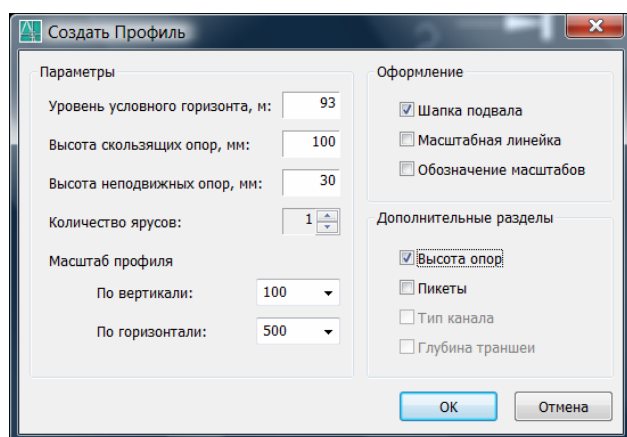 Создать Профиль
Параметры
Уровень условного горизонта, м: 93
Высота скользящих опор, мм: 100
Высота неподвижных опор, мм: 30
Количество ярусов: 1
Масштаб профиля
По вертикали: 100
По горизонтали: 500
Оформление
Шапка подвала
Масштабная линейка
Обозначение масштабов
Дополнительные разделы
Высота опор
Пикеты
Тип канала
Глубина траншеи
ОК
Отмена